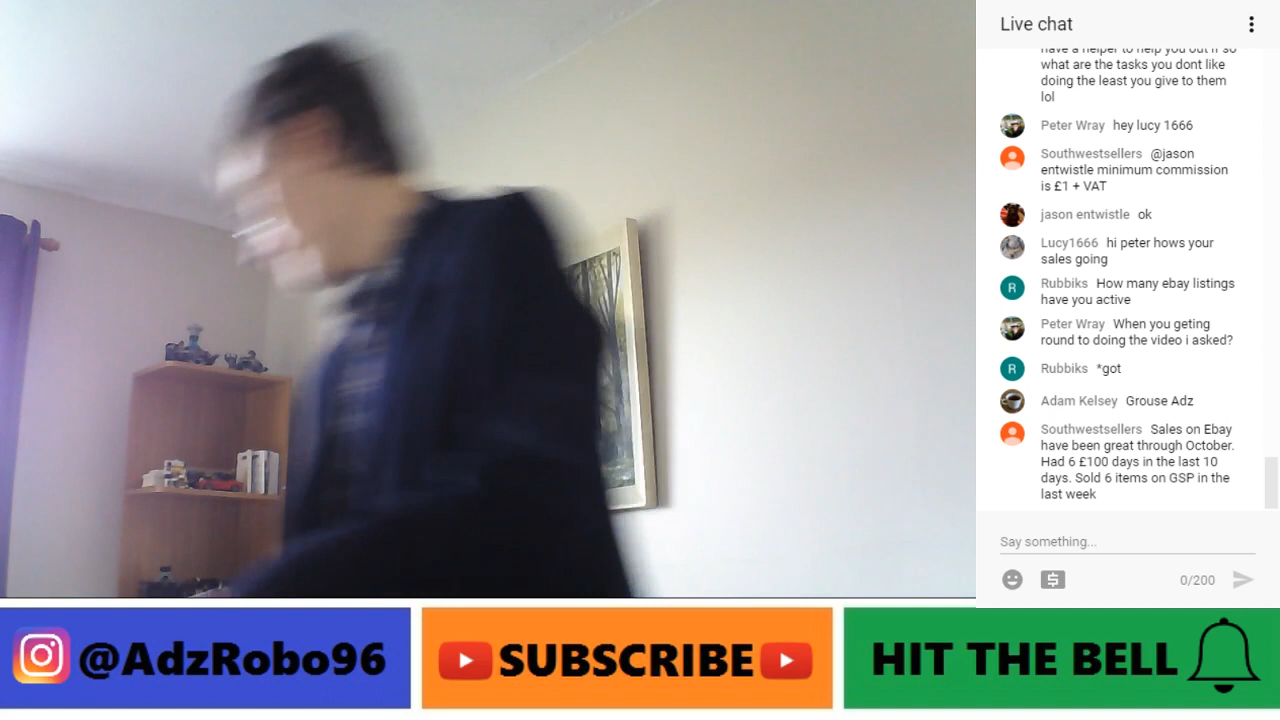 Live chat
have a helper to help you out if so
what are the tasks you dont like
doing the least you give to them
lol
Peter Wray hey lucy 1666
Southwestsellers @jason
entwistle minimum commission
is £1 + VAT
jason entwistle ok
Lucy1666 hi peter hows your
sales going
R Rubbiks How many ebay listings
have you active
Peter Wray When you geting
round to doing the video i asked?
R Rubbiks *got
Adam Kelsey Grouse Adz
Southwestsellers Sales on Ebay
have been great through October.
Had 6 £100 days in the last 10
days. Sold 6 items on GSP in the
last week
Say something...
0/200
@AdzRobo96
SUBSCRIBE
HIT THE BELL